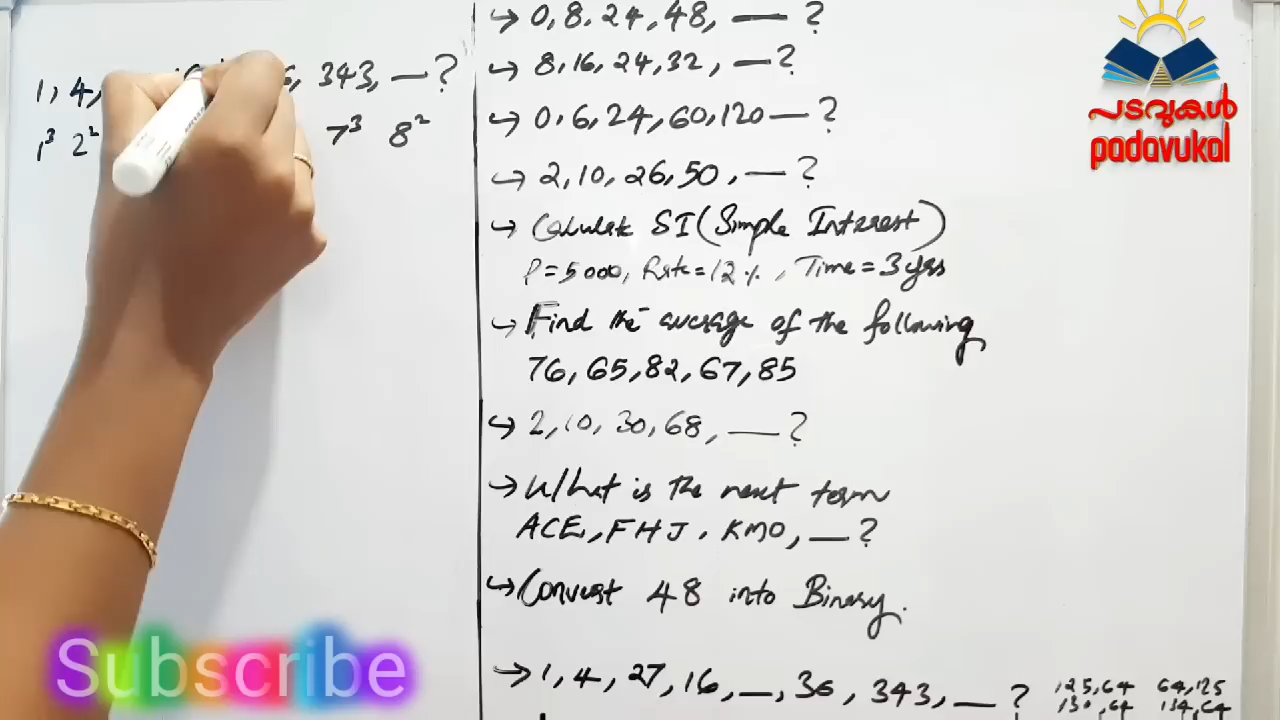 1, 4, 6, 343, — ?
1³ 2² 7³ 8²
→ 0, 8, 24, 48, — ?
→ 8, 16, 24, 32, — ?
→ 0, 6, 24, 60, 120 — ?
→ 2, 10, 26, 50, — ?
→ Calculate SI (Simple Interest)
P = 5000, Rate = 12 %, Time = 3 yrs
→ Find the average of the following
76, 65, 82, 67, 85
→ 2, 10, 30, 68, — ?
→ What is the next term
ACE, FHJ, KMO, — ?
→ Convert 48 into Binary.
→ 1, 4, 27, 16, —, 36, 343, — ?
125, 64 64, 125
130, 64 134, 64
പടവുകൾ
padavukal
Subscribe